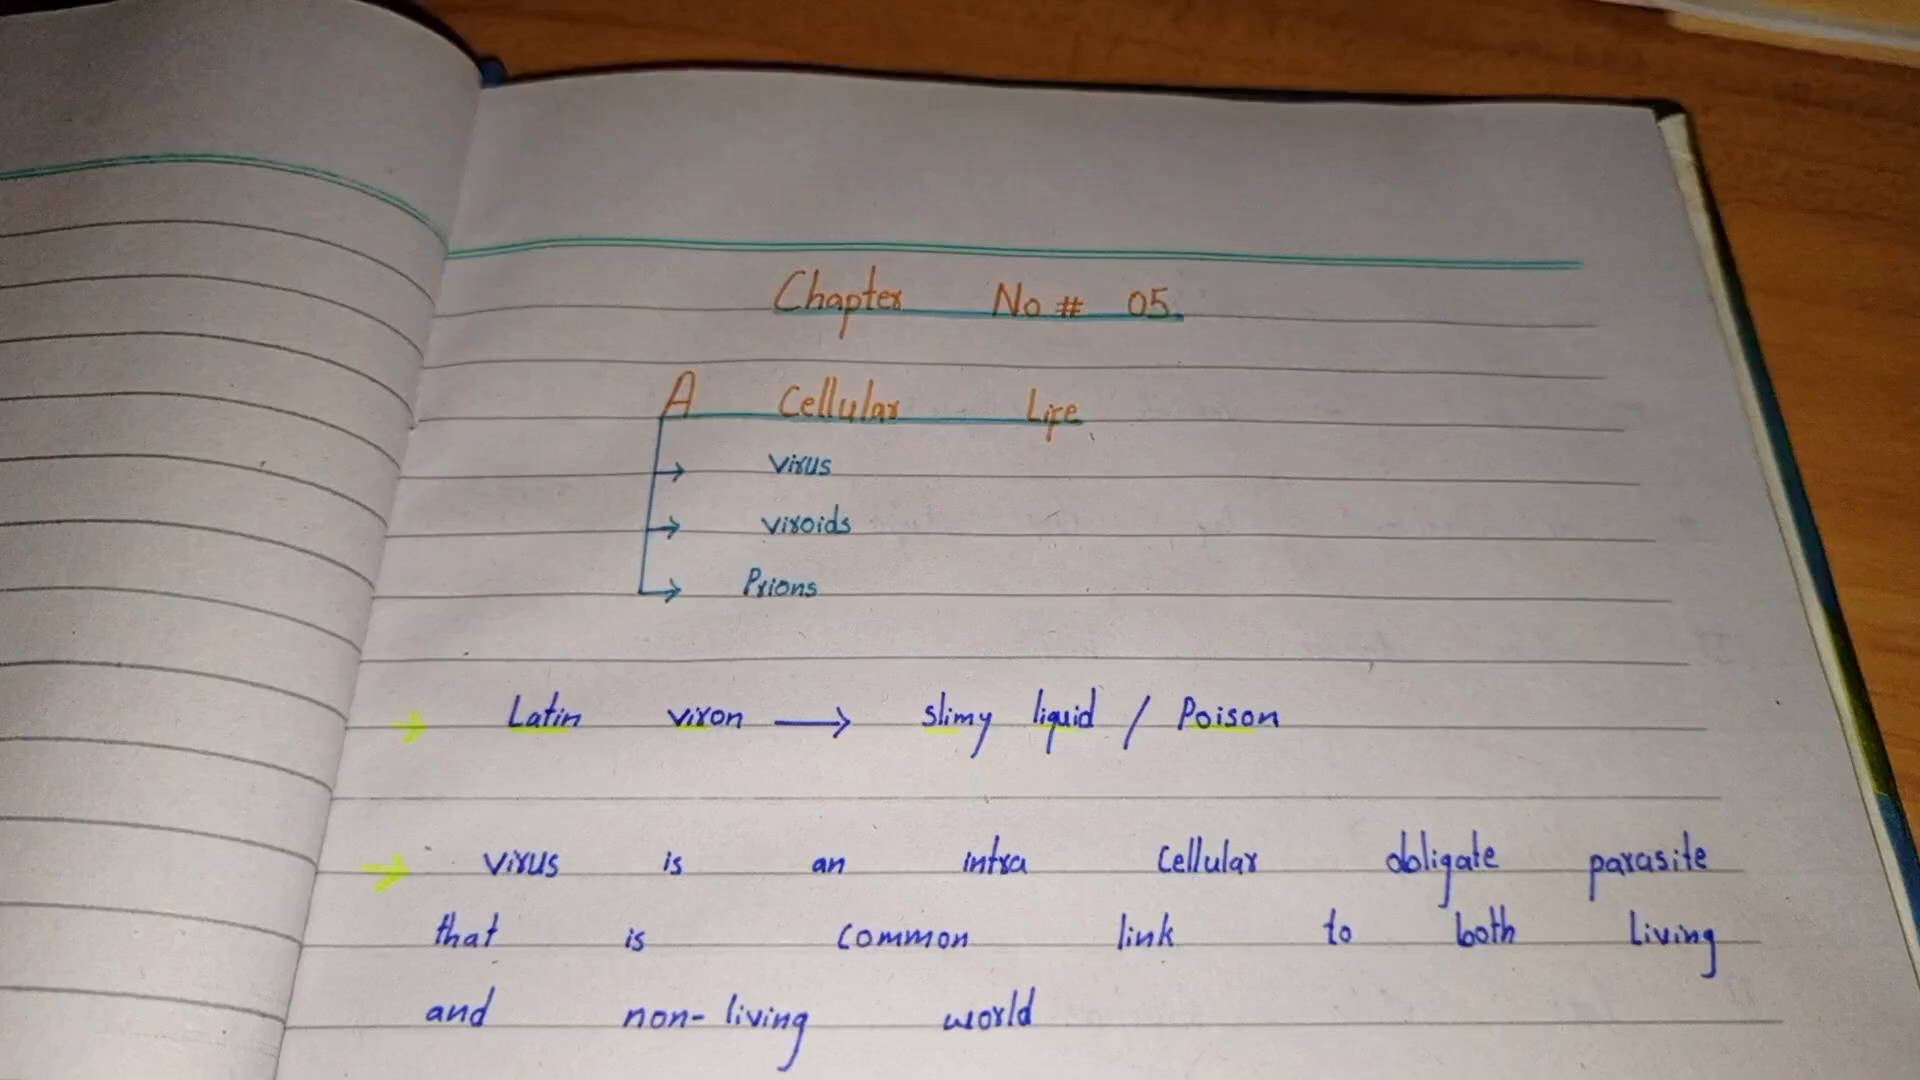 Chapter No # 05
A Cellular Life
→ virus
→ viroids
→ Prions
→ Latin viron → slimy liquid / Poison
→ virus is an intra cellular obligate parasite
that is common link to both living
and non-living world